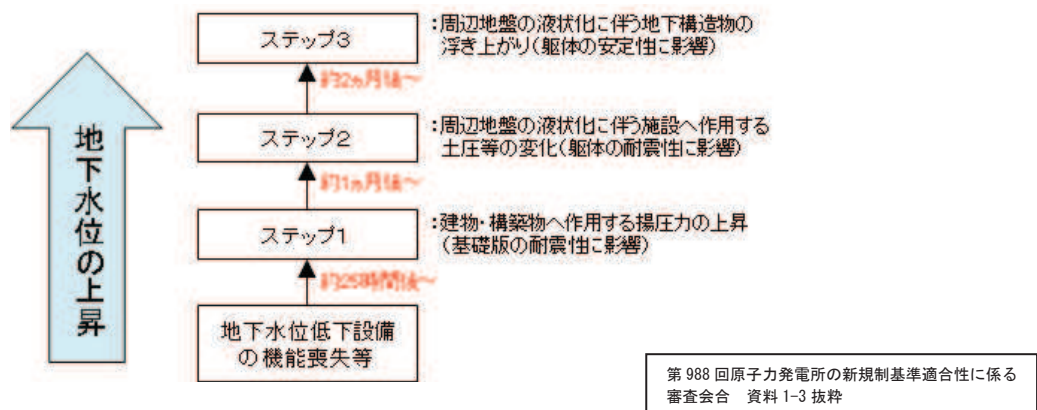 地下水位の上昇
ステップ3
:周辺地盤の液状化に伴う地下構造物の
浮き上がり(躯体の安定性に影響)
約2ヵ月後~
ステップ2
:周辺地盤の液状化に伴う施設へ作用する
土圧等の変化(躯体の耐震性に影響)
約1ヵ月後~
ステップ1
:建物・構築物へ作用する揚圧力の上昇
(基礎版の耐震性に影響)
約25時間後~
地下水位低下設備
の機能喪失等
第 988 回原子力発電所の新規制基準適合性に係る
審査会合 資料 1-3 抜粋